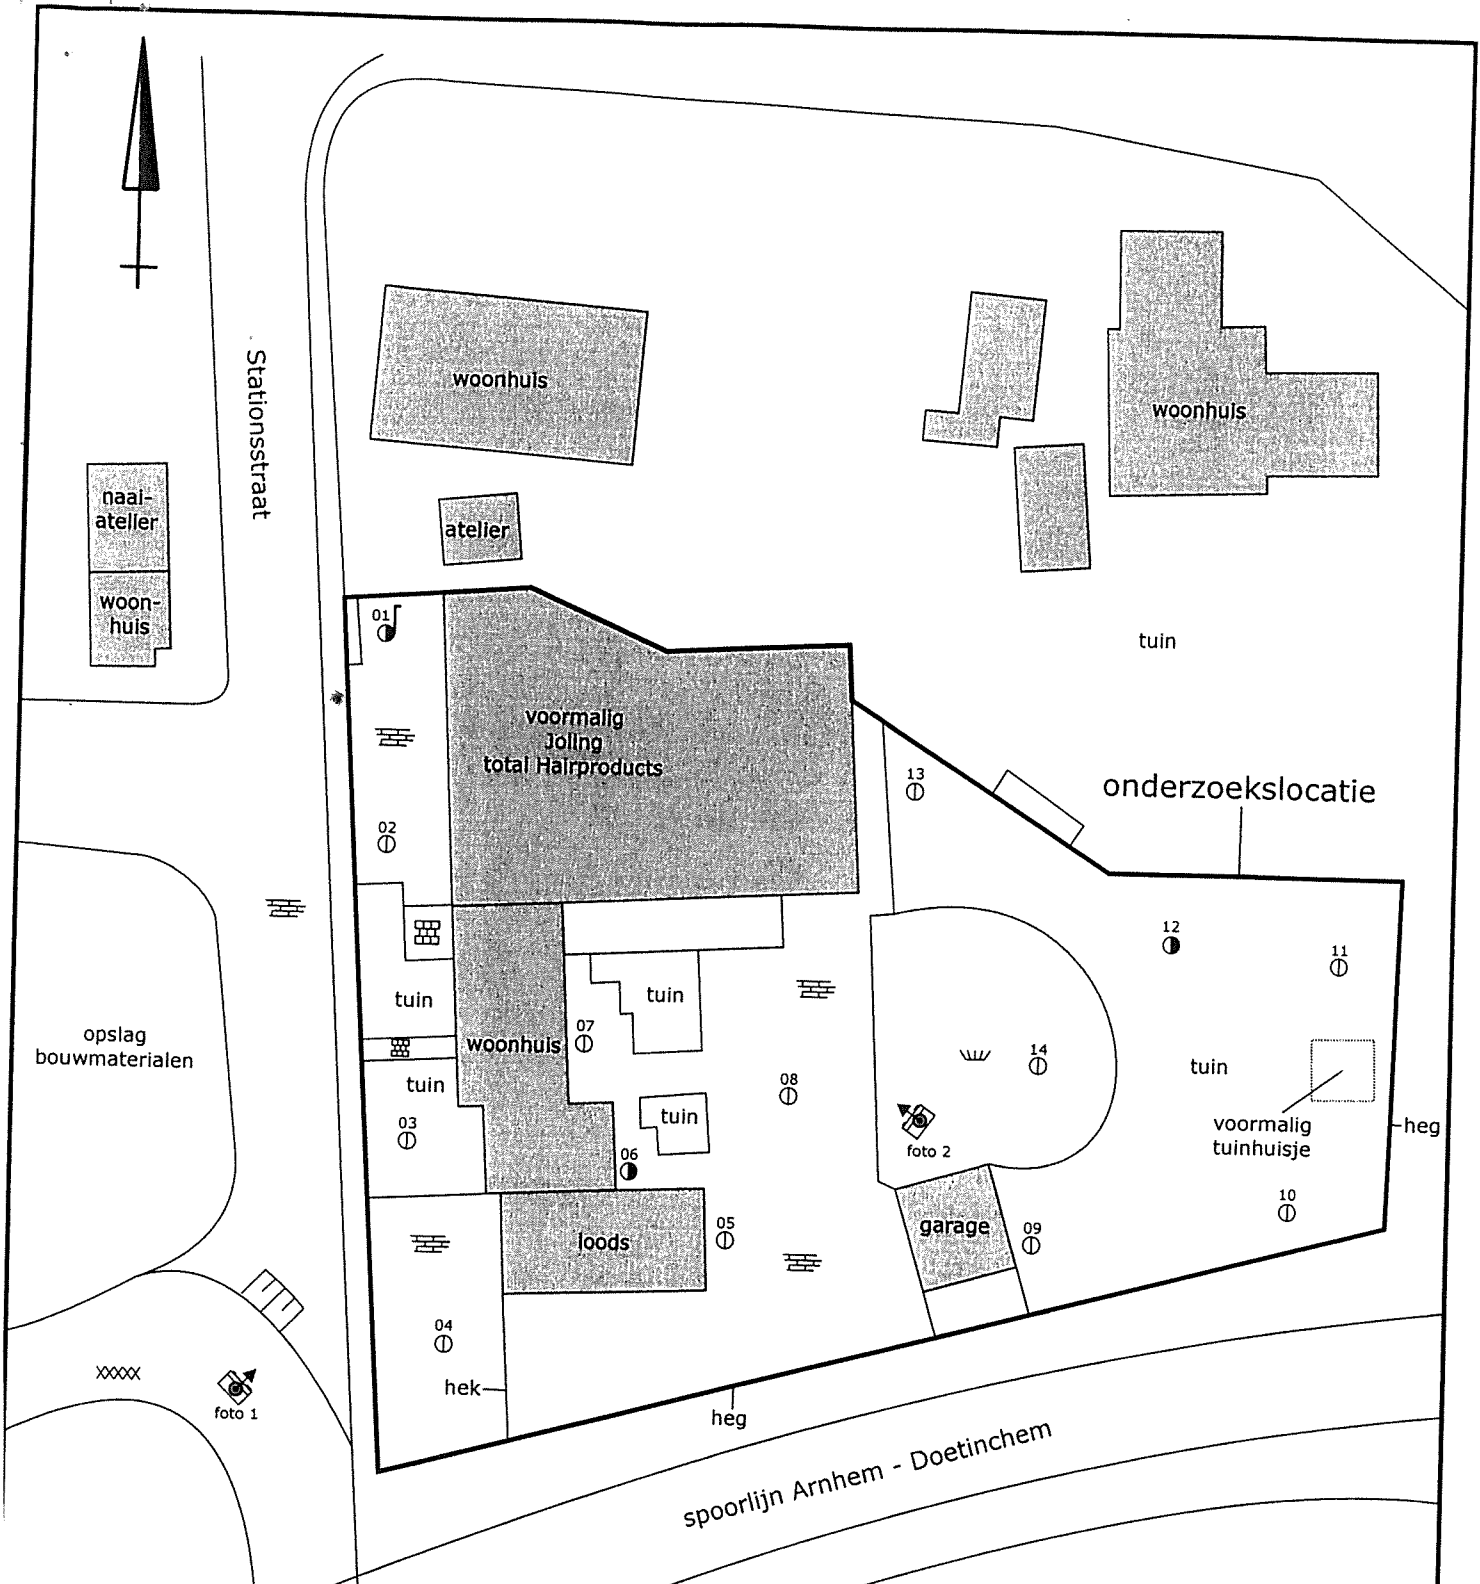 Stationsstraat
woonhuis
woonhuis
naai-
atelier
atelier
woon-
huis
01
tuin
voormalig
Joling
total Hairproducts
13
onderzoekslocatie
02
12
11
tuin
tuin
07
opslag
bouwmaterialen
woonhuis
14
tuin
08
tuin
tuin
voormalig
tuinhuisje
heg
03
foto 2
06
10
05
garage
09
loods
04
hek
foto 1
heg
spoorlijn Arnhem - Doetinchem